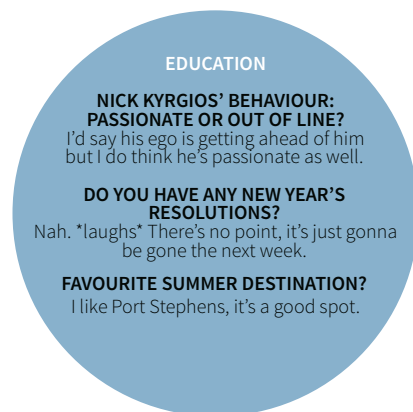 EDUCATION
NICK KYRGIOS’ BEHAVIOUR:
PASSIONATE OR OUT OF LINE?
I’d say his ego is getting ahead of him
but I do think he’s passionate as well.
DO YOU HAVE ANY NEW YEAR’S
RESOLUTIONS?
Nah. *laughs* There’s no point, it’s just gonna
be gone the next week.
FAVOURITE SUMMER DESTINATION?
I like Port Stephens, it’s a good spot.